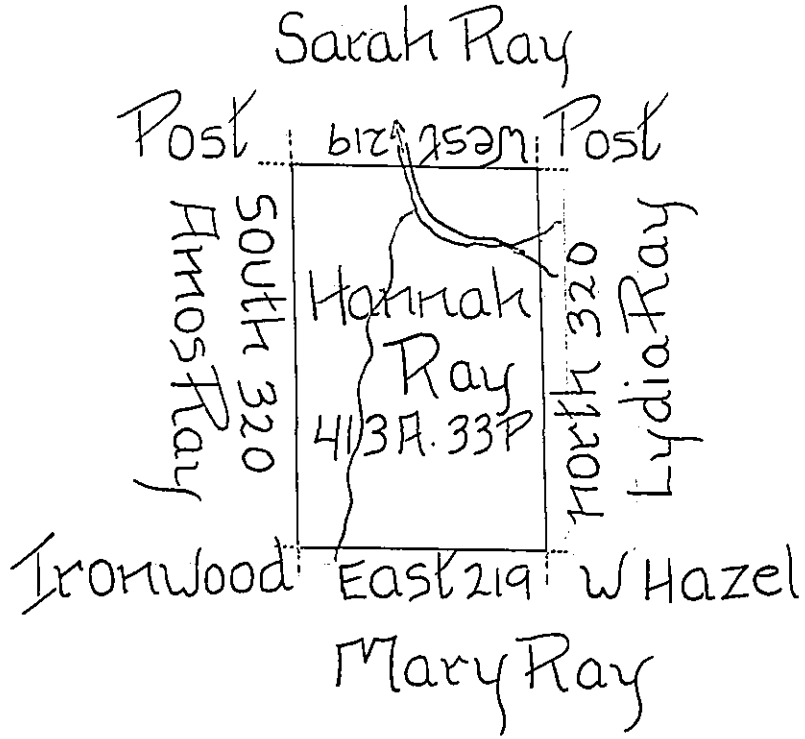 Sarah Ray
Post
West 219
Post
Amos Ray
South 320
Hannah
Ray
413A. 33P
North 320
Lydia Ray
Ironwood
East 219
W Hazel
Mary Ray